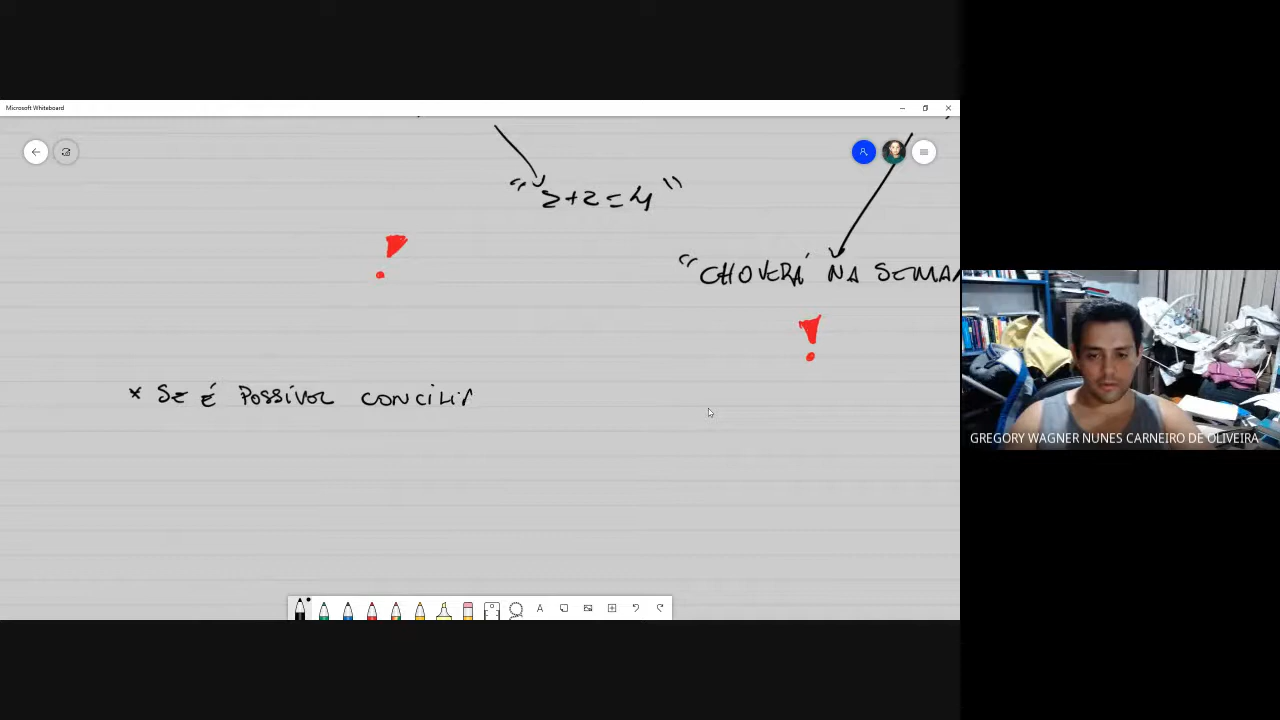 Microsoft Whiteboard
"2+2=4"
"CHOVERÁ NA SEMAN
* SE É POSSÍVEL CONCILIA
GREGORY WAGNER NUNES CARNEIRO DE OLIVEIRA
A